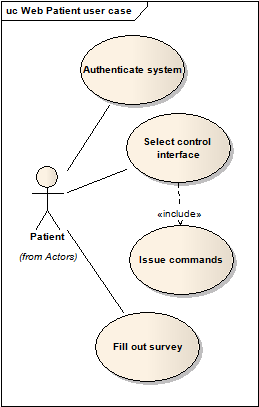 uc Web Patient user case
Authenticate system
Select control
interface
«include»
Patient
(from Actors)
Issue commands
Fill out survey